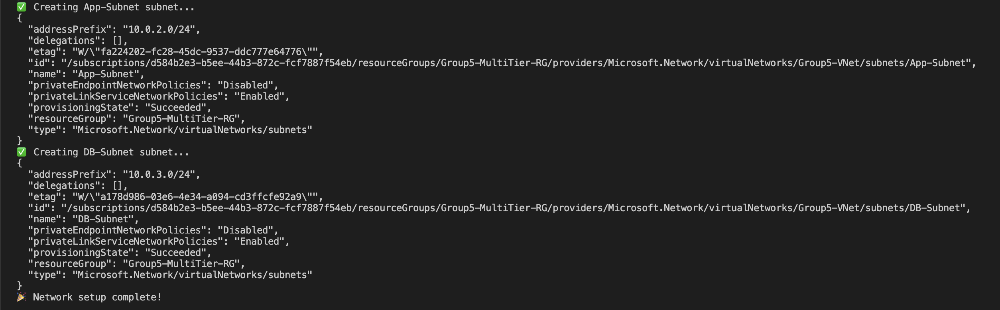 ✅ Creating App-Subnet subnet...
{
  "addressPrefix": "10.0.2.0/24",
  "delegations": [],
  "etag": "W/\"fa224202-fc28-45dc-9537-ddc777e64776\"",
  "id": "/subscriptions/d584b2e3-b5ee-44b3-872c-fcf7887f54eb/resourceGroups/Group5-MultiTier-RG/providers/Microsoft.Network/virtualNetworks/Group5-VNet/subnets/App-Subnet",
  "name": "App-Subnet",
  "privateEndpointNetworkPolicies": "Disabled",
  "privateLinkServiceNetworkPolicies": "Enabled",
  "provisioningState": "Succeeded",
  "resourceGroup": "Group5-MultiTier-RG",
  "type": "Microsoft.Network/virtualNetworks/subnets"
}
✅ Creating DB-Subnet subnet...
{
  "addressPrefix": "10.0.3.0/24",
  "delegations": [],
  "etag": "W/\"a178d986-03e6-4e34-a094-cd3ffcfe92a9\"",
  "id": "/subscriptions/d584b2e3-b5ee-44b3-872c-fcf7887f54eb/resourceGroups/Group5-MultiTier-RG/providers/Microsoft.Network/virtualNetworks/Group5-VNet/subnets/DB-Subnet",
  "name": "DB-Subnet",
  "privateEndpointNetworkPolicies": "Disabled",
  "privateLinkServiceNetworkPolicies": "Enabled",
  "provisioningState": "Succeeded",
  "resourceGroup": "Group5-MultiTier-RG",
  "type": "Microsoft.Network/virtualNetworks/subnets"
}
🎉 Network setup complete!